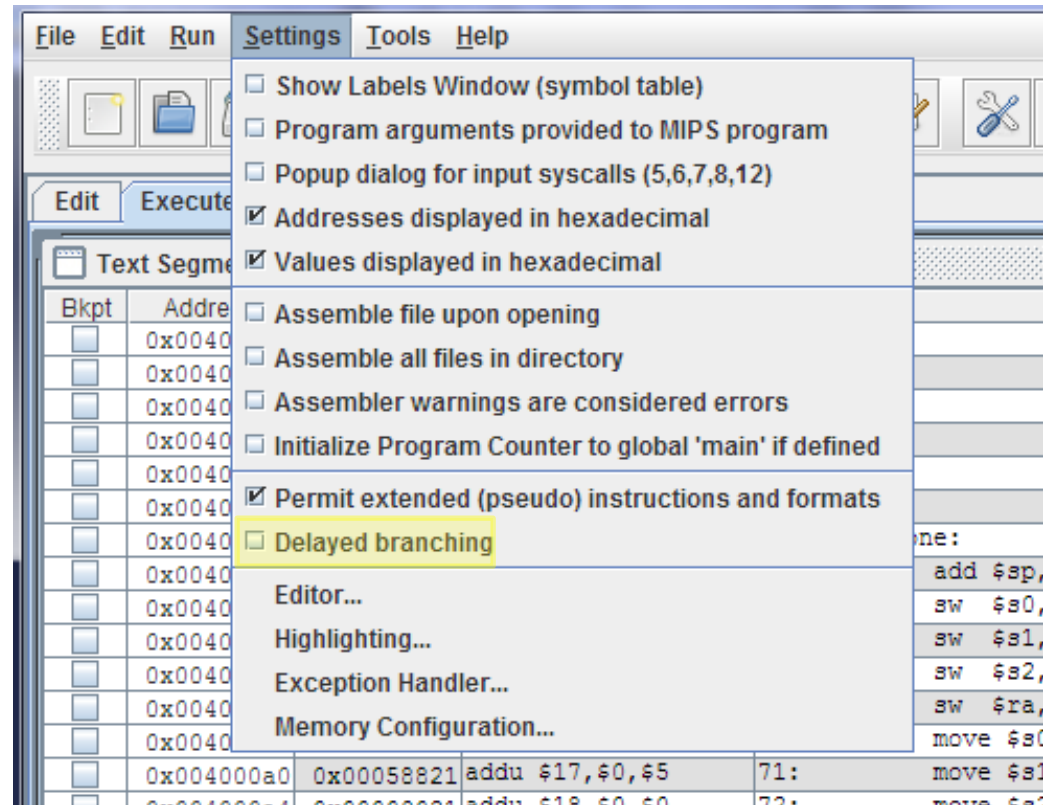 File Edit Run Settings Tools Help
Show Labels Window (symbol table)
Program arguments provided to MIPS program
Popup dialog for input syscalls (5,6,7,8,12)
Addresses displayed in hexadecimal
Values displayed in hexadecimal
Assemble file upon opening
Assemble all files in directory
Assembler warnings are considered errors
Initialize Program Counter to global 'main' if defined
Permit extended (pseudo) instructions and formats
Delayed branching
Editor...
Highlighting...
Exception Handler...
Memory Configuration...
Edit Execute
Text Segme
Bkpt Addre
0x0040
0x0040
0x0040
0x0040
0x0040
0x0040
0x0040 one:
0x0040 add $sp,
0x0040 sw $s0,
0x0040 sw $s1,
0x0040 sw $s2,
0x0040 sw $ra,
0x0040 move $s0
0x004000a0 0x00058821 addu $17,$0,$5 71: move $s1